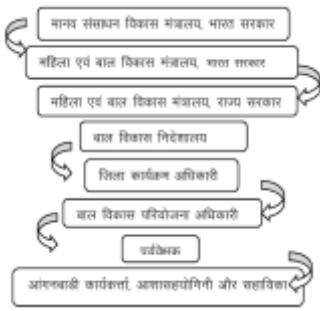 मानव संसाधन विकास मंत्रालय, भारत सरकार
महिला एवं बाल विकास मंत्रालय, भारत सरकार
महिला एवं बाल विकास मंत्रालय, राज्य सरकार
बाल विकास निदेशालय
जिला कार्यक्रम अधिकारी
बाल विकास परियोजना अधिकारी
पर्यवेक्षक
आंगनबाडी कार्यकर्त्ता, आशासहयोगिनी और सहायिका